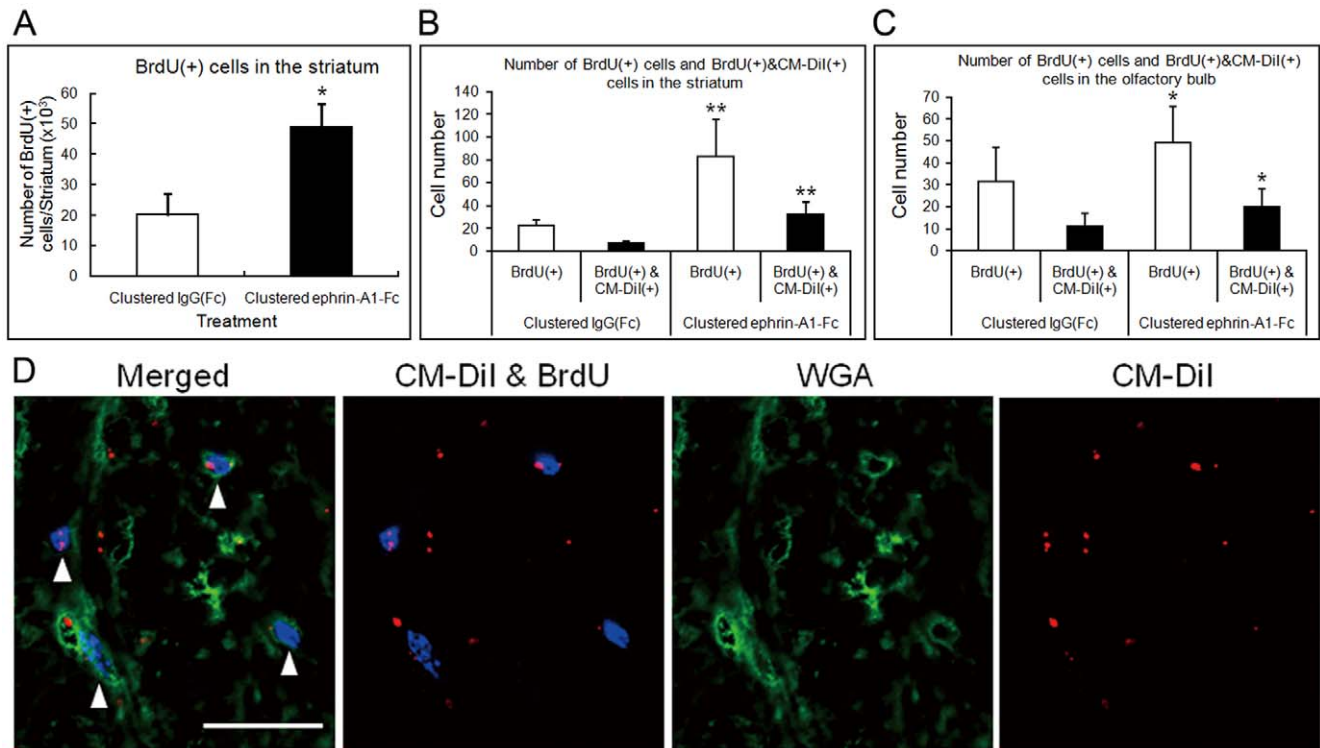 A
BrdU(+) cells in the striatum
Number of BrdU(+)
cells/Striatum (x10³)
60
50
40
30
20
10
0
*
Clustered IgG(Fc) Clustered ephrin-A1-Fc
Treatment
B
Number of BrdU(+) cells and BrdU(+)&CM-DiI(+)
cells in the striatum
Cell number
140
120
100
80
60
40
20
0
**
**
BrdU(+) BrdU(+) & BrdU(+) BrdU(+) &
CM-DiI(+) CM-DiI(+)
Clustered IgG(Fc) Clustered ephrin-A1-Fc
C
Number of BrdU(+) cells and BrdU(+)&CM-DiI(+)
cells in the olfactory bulb
Cell number
70
60
50
40
30
20
10
0
*
*
BrdU(+) BrdU(+) & BrdU(+) BrdU(+) &
CM-DiI(+) CM-DiI(+)
Clustered IgG(Fc) Clustered ephrin-A1-Fc
D
Merged CM-DiI & BrdU WGA CM-DiI